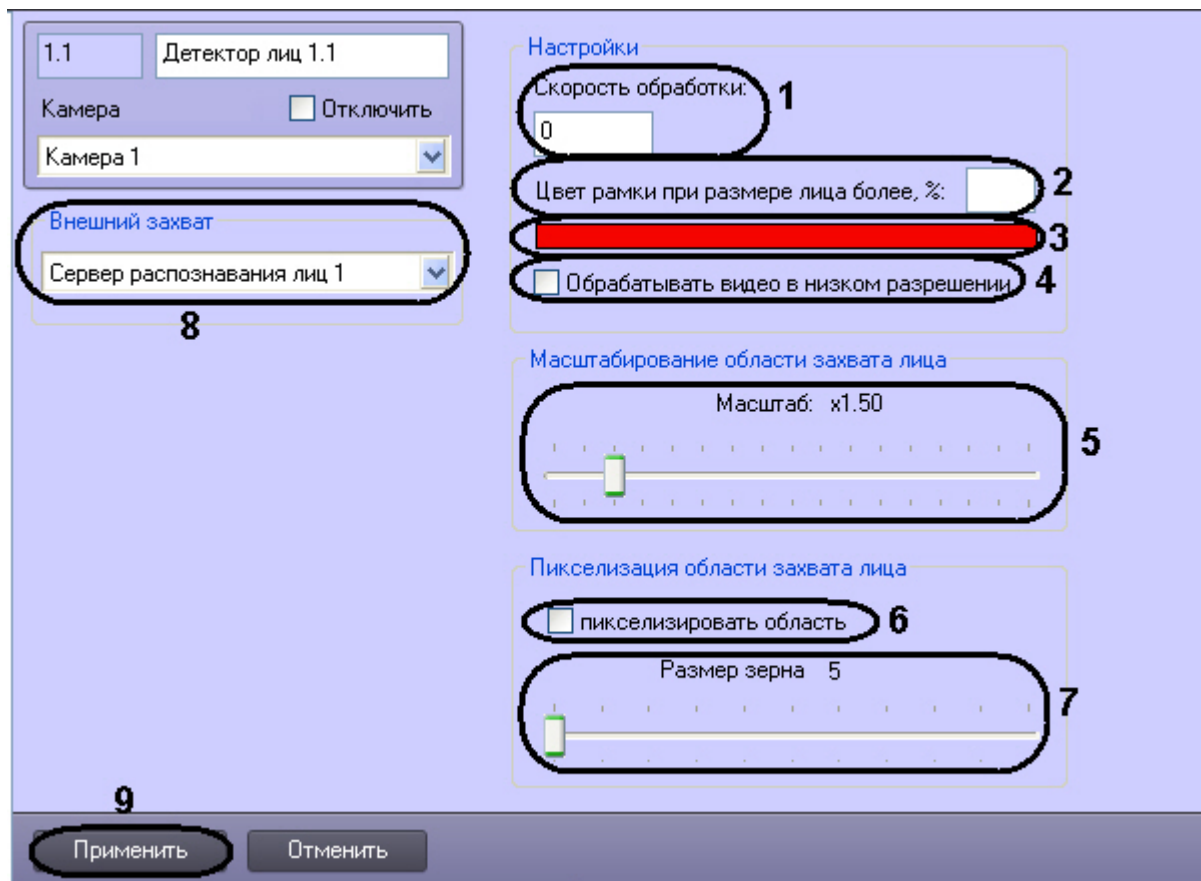 1.1
Детектор лиц 1.1
Камера
Отключить
Камера 1
Внешний захват
Сервер распознавания лиц 1
8
Настройки
Скорость обработки:
1
0
Цвет рамки при размере лица более, %:
2
3
Обрабатывать видео в низком разрешении
4
Масштабирование области захвата лица
Масштаб: x1.50
5
Пикселизация области захвата лица
пикселизировать область
6
Размер зерна 5
7
9
Применить
Отменить